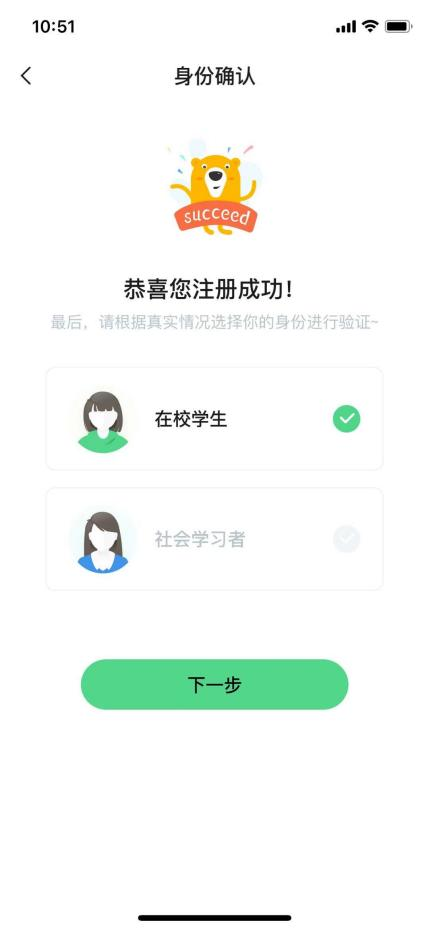 10:51
身份确认
succeed
恭喜您注册成功！
最后，请根据真实情况选择你的身份进行验证~
在校学生
社会学习者
下一步